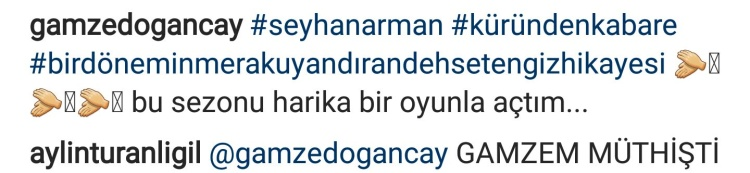 gamzedogancay #seyhanarman #küründenkabare
#birdöneminmerakuyandırandehsetengizhikayesi 👏▯
👏▯👏▯ bu sezonu harika bir oyunla açtım...
aylinturanligil @gamzedogancay GAMZEM MÜTHİŞTİ